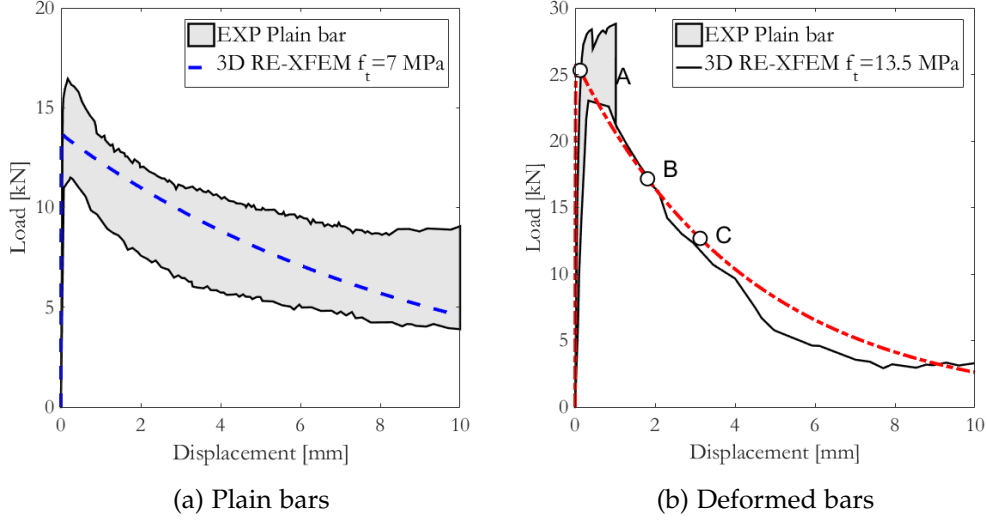 20
15
10
5
0
Load [kN]
EXP Plain bar
3D RE-XFEM f_t=7 MPa
0 2 4 6 8 10
Displacement [mm]
(a) Plain bars
30
25
20
15
10
5
0
Load [kN]
EXP Plain bar
3D RE-XFEM f_t=13.5 MPa
A
B
C
0 2 4 6 8 10
Displacement [mm]
(b) Deformed bars